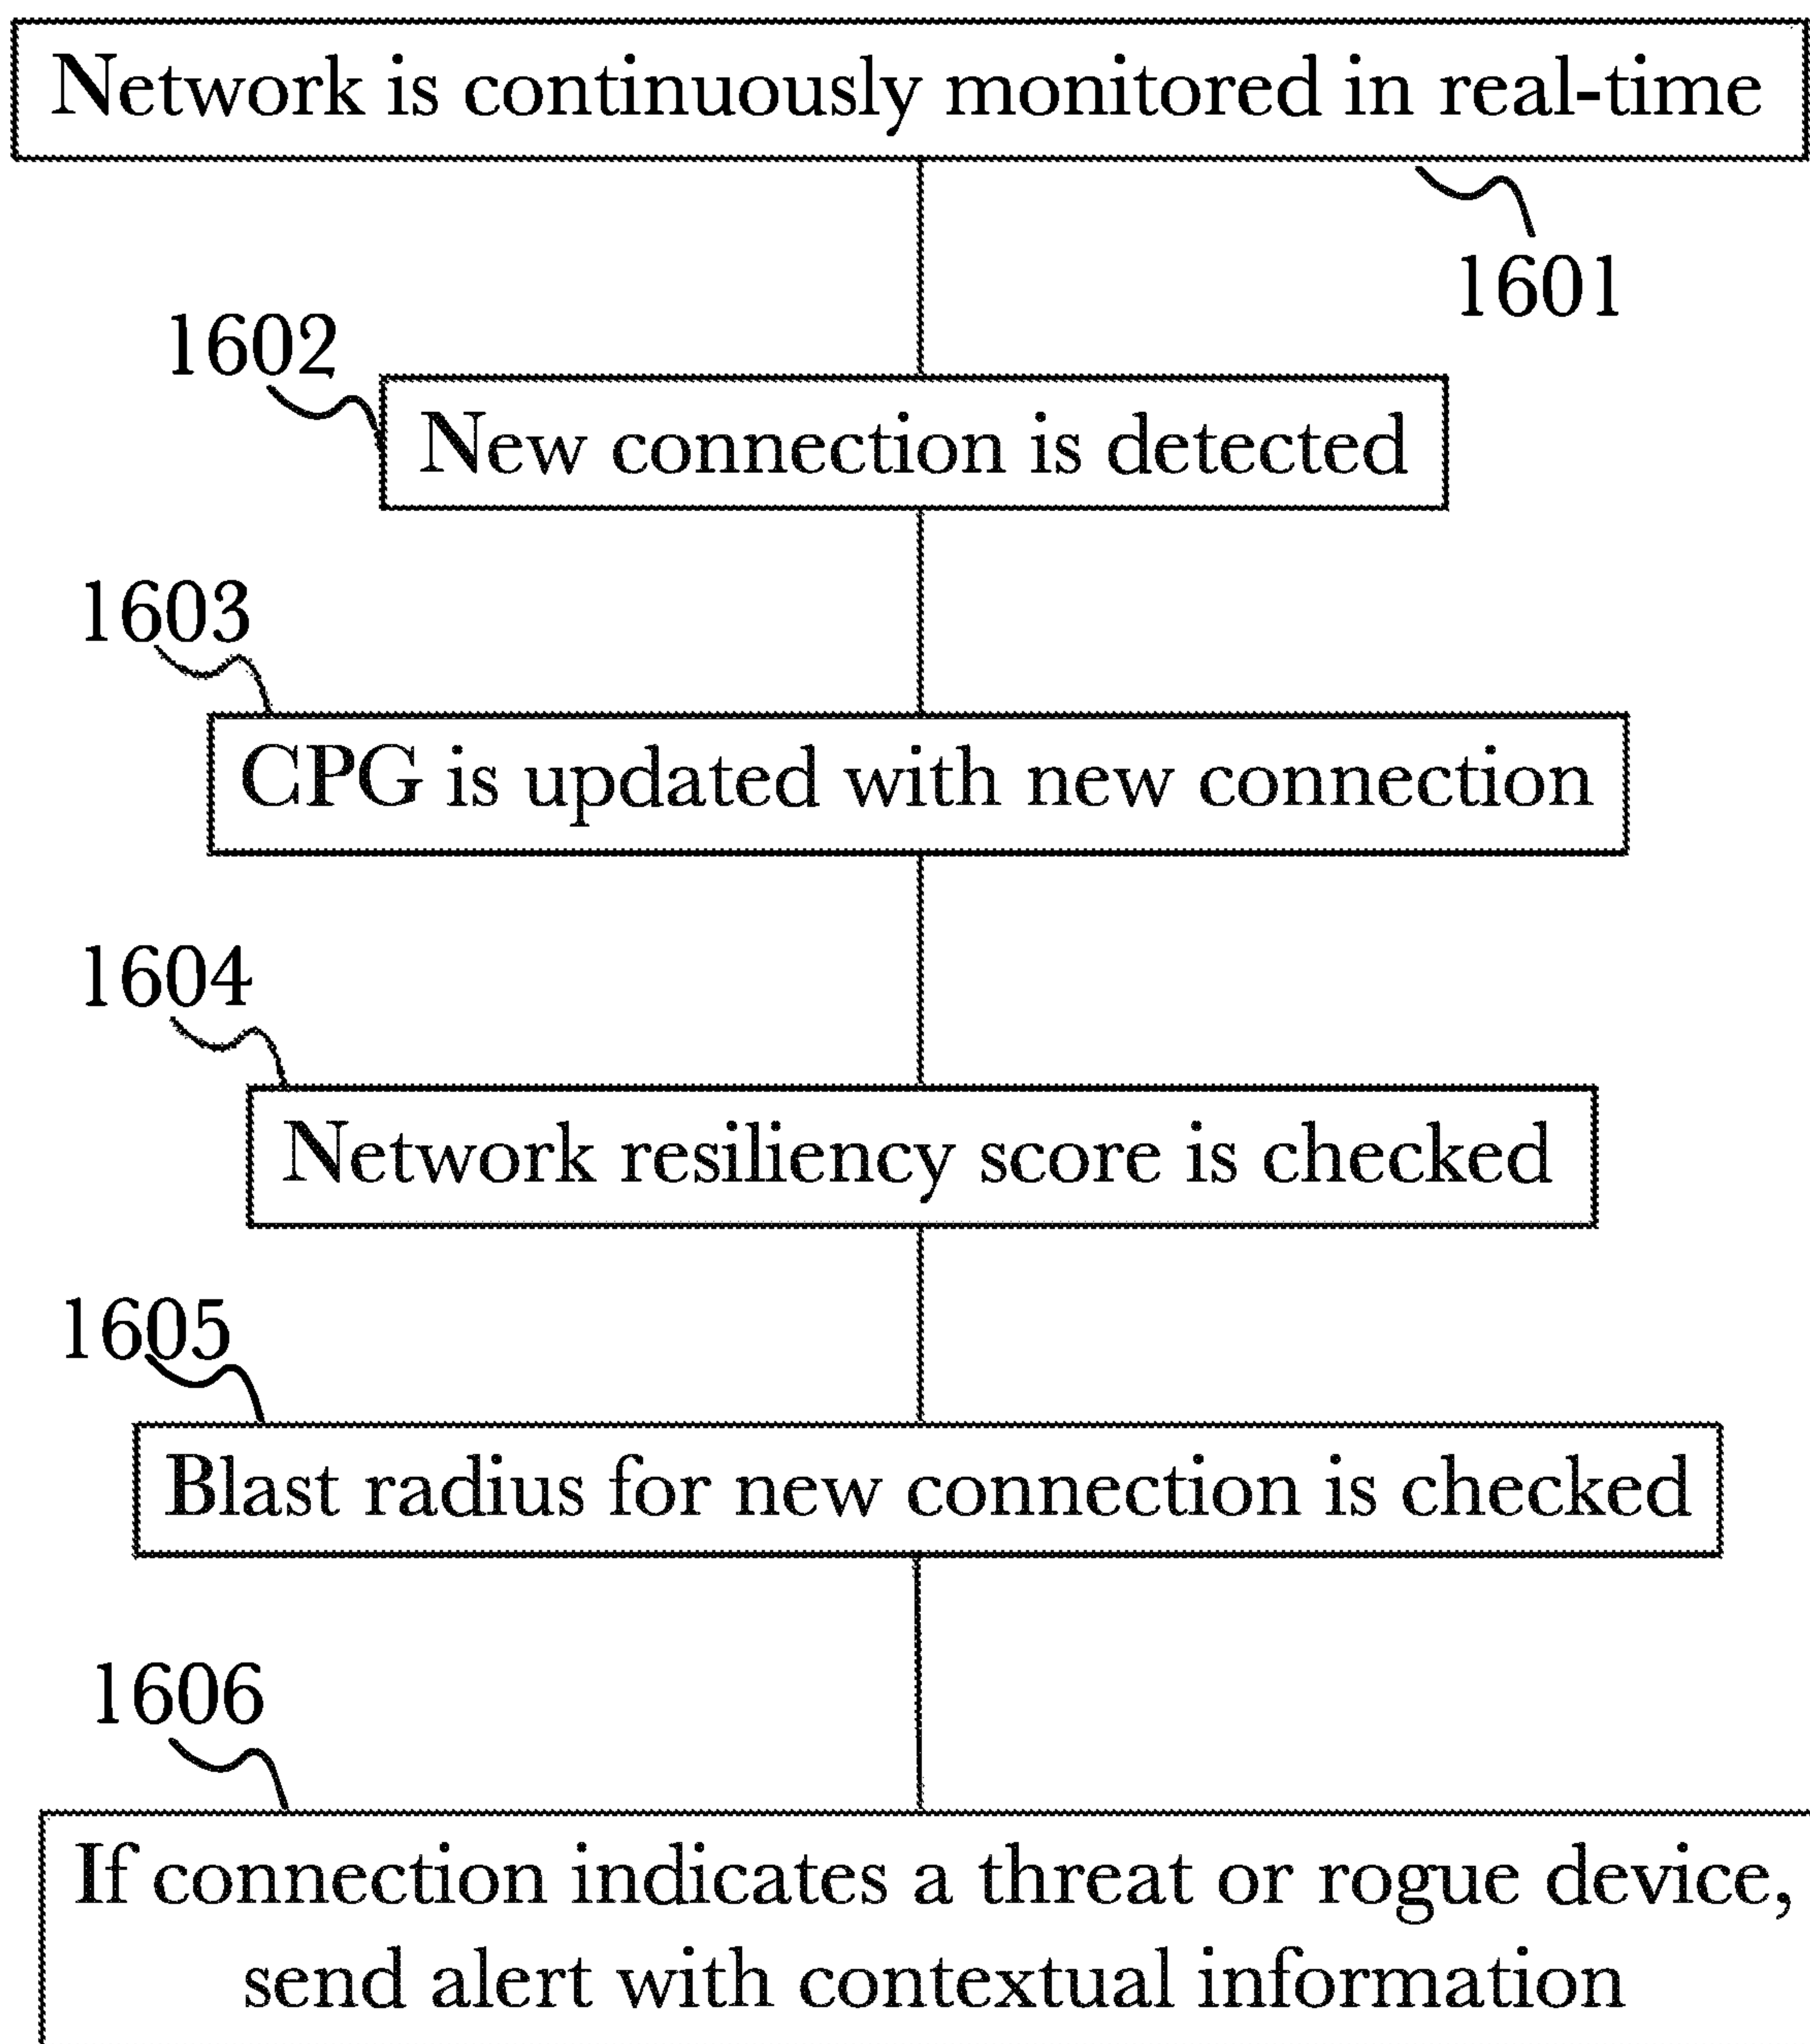 Network is continuously monitored in real-time
1601
1602
New connection is detected
1603
CPG is updated with new connection
1604
Network resiliency score is checked
1605
Blast radius for new connection is checked
1606
If connection indicates a threat or rogue device,
send alert with contextual information